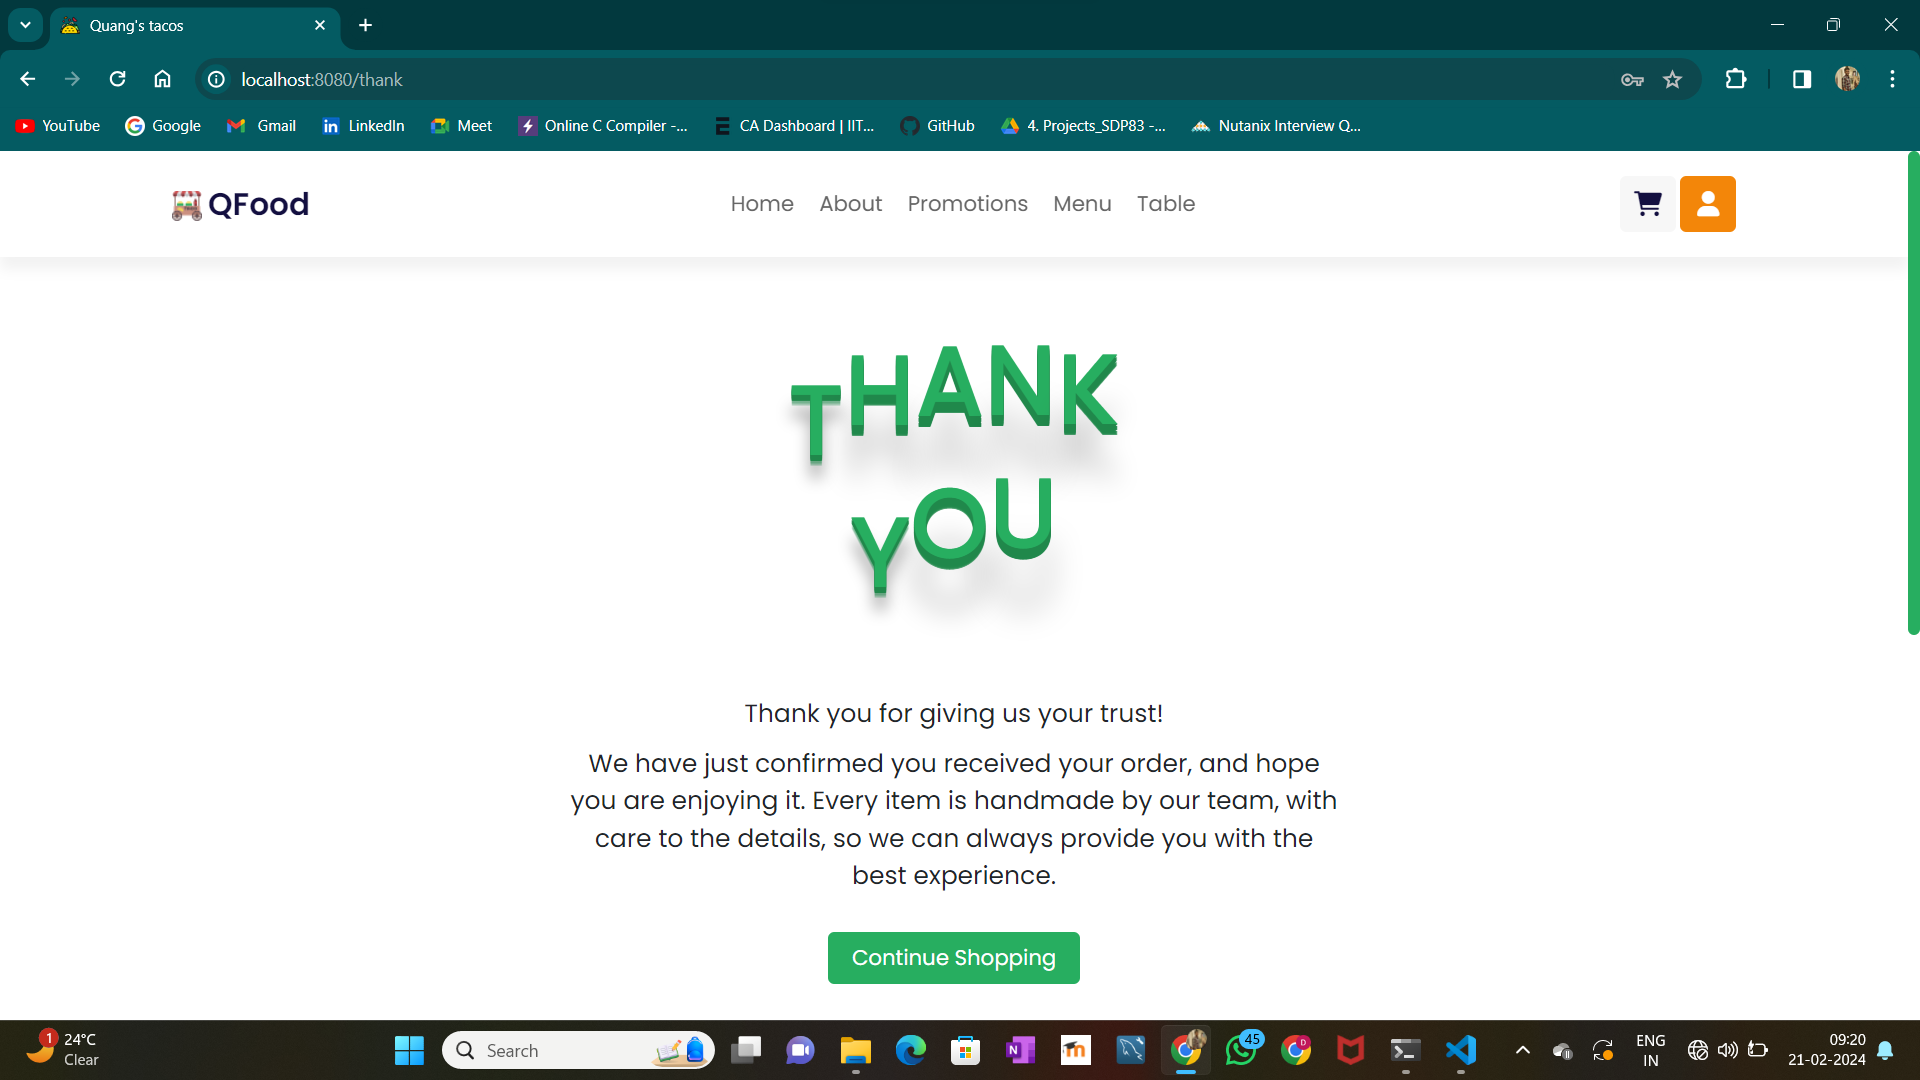 Quang's tacos
localhost:8080/thank
YouTube Google Gmail LinkedIn Meet Online C Compiler -... CA Dashboard | IIT... GitHub 4. Projects_SDP83 -... Nutanix Interview Q...
QFood
Home About Promotions Menu Table
THANK
YOU
Thank you for giving us your trust!
We have just confirmed you received your order, and hope
you are enjoying it. Every item is handmade by our team, with
care to the details, so we can always provide you with the
best experience.
Continue Shopping
1
24°C
Clear
Search
45
D
ENG
IN
09:20
21-02-2024